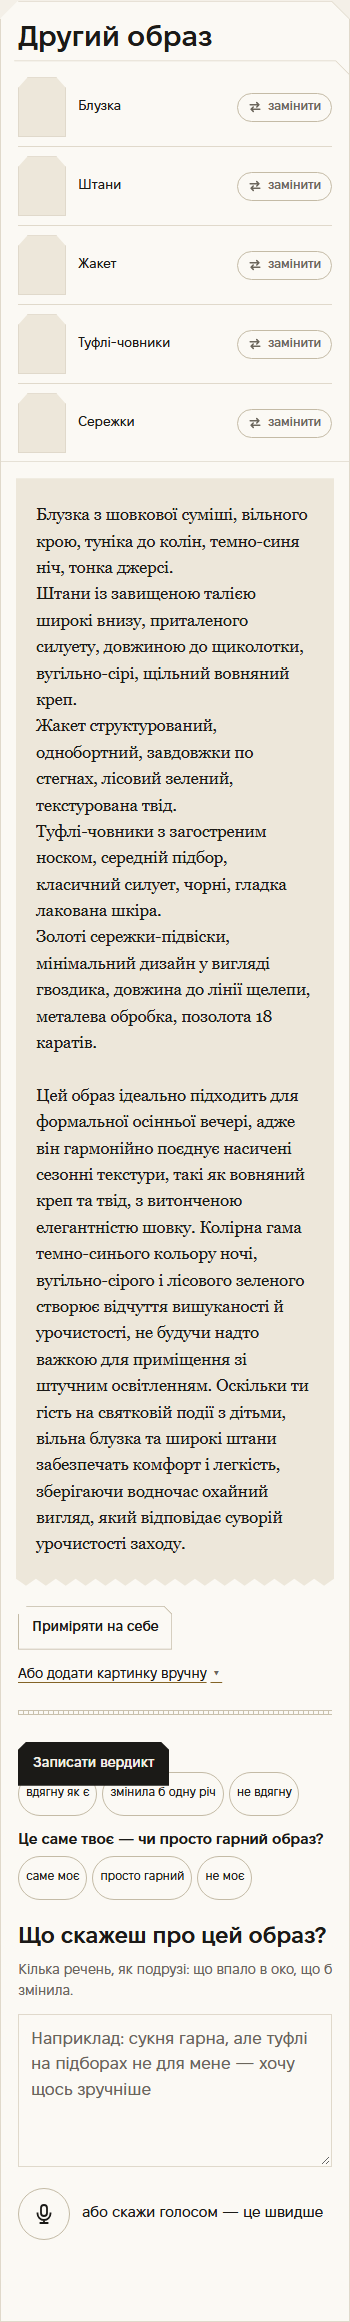 Другий образ
Блузка
замінити
Штани
замінити
Жакет
замінити
Туфлі-човники
замінити
Сережки
замінити
Блузка з шовкової суміші, вільного
крою, туніка до колін, темно-синя
ніч, тонка джерсі.
Штани із завищеною талією
широкі внизу, приталеного
силуету, довжиною до щиколотки,
вугільно-сірі, щільний вовняний
креп.
Жакет структурований,
однобортний, завдовжки по
стегнах, лісовий зелений,
текстурована твід.
Туфлі-човники з загостреним
носком, середній підбор,
класичний силует, чорні, гладка
лакована шкіра.
Золоті сережки-підвіски,
мінімальний дизайн у вигляді
гвоздика, довжина до лінії щелепи,
металева обробка, позолота 18
каратів.
Цей образ ідеально підходить для
формальної осінньої вечері, адже
він гармонійно поєднує насичені
сезонні текстури, такі як вовняний
креп та твід, з витонченою
елегантністю шовку. Колірна гама
темно-синього кольору ночі,
вугільно-сірого і лісового зеленого
створює відчуття вишуканості й
урочистості, не будучи надто
важкою для приміщення зі
штучним освітленням. Оскільки ти
гість на святковій події з дітьми,
вільна блузка та широкі штани
забезпечать комфорт і легкість,
зберігаючи водночас охайний
вигляд, який відповідає суворій
урочистості заходу.
Приміряти на себе
Або додати картинку вручну
Записати вердикт
вдягну як є
змінила б одну річ
не вдягну
Це саме твоє — чи просто гарний образ?
саме моє
просто гарний
не моє
Що скажеш про цей образ?
Кілька речень, як подрузі: що впало в око, що б
змінила.
Наприклад: сукня гарна, але туфлі
на підборах не для мене — хочу
щось зручніше
або скажи голосом — це швидше